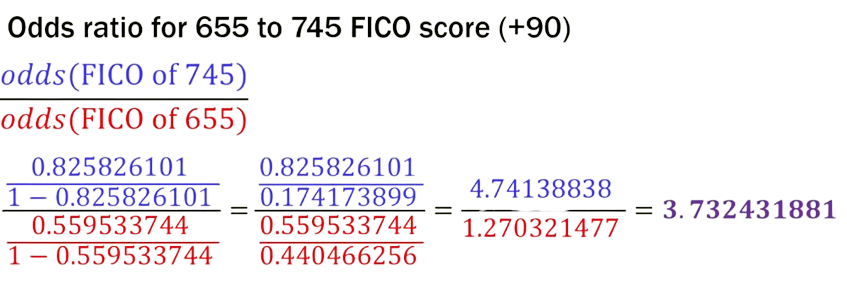 Odds ratio for 655 to 745 FICO score (+90)
odds(FICO of 745)
odds(FICO of 655)
0.825826101
1 − 0.825826101
0.559533744
1 − 0.559533744
=
0.825826101
0.174173899
0.559533744
0.440466256
=
4.74138838
1.270321477
= 3.732431881